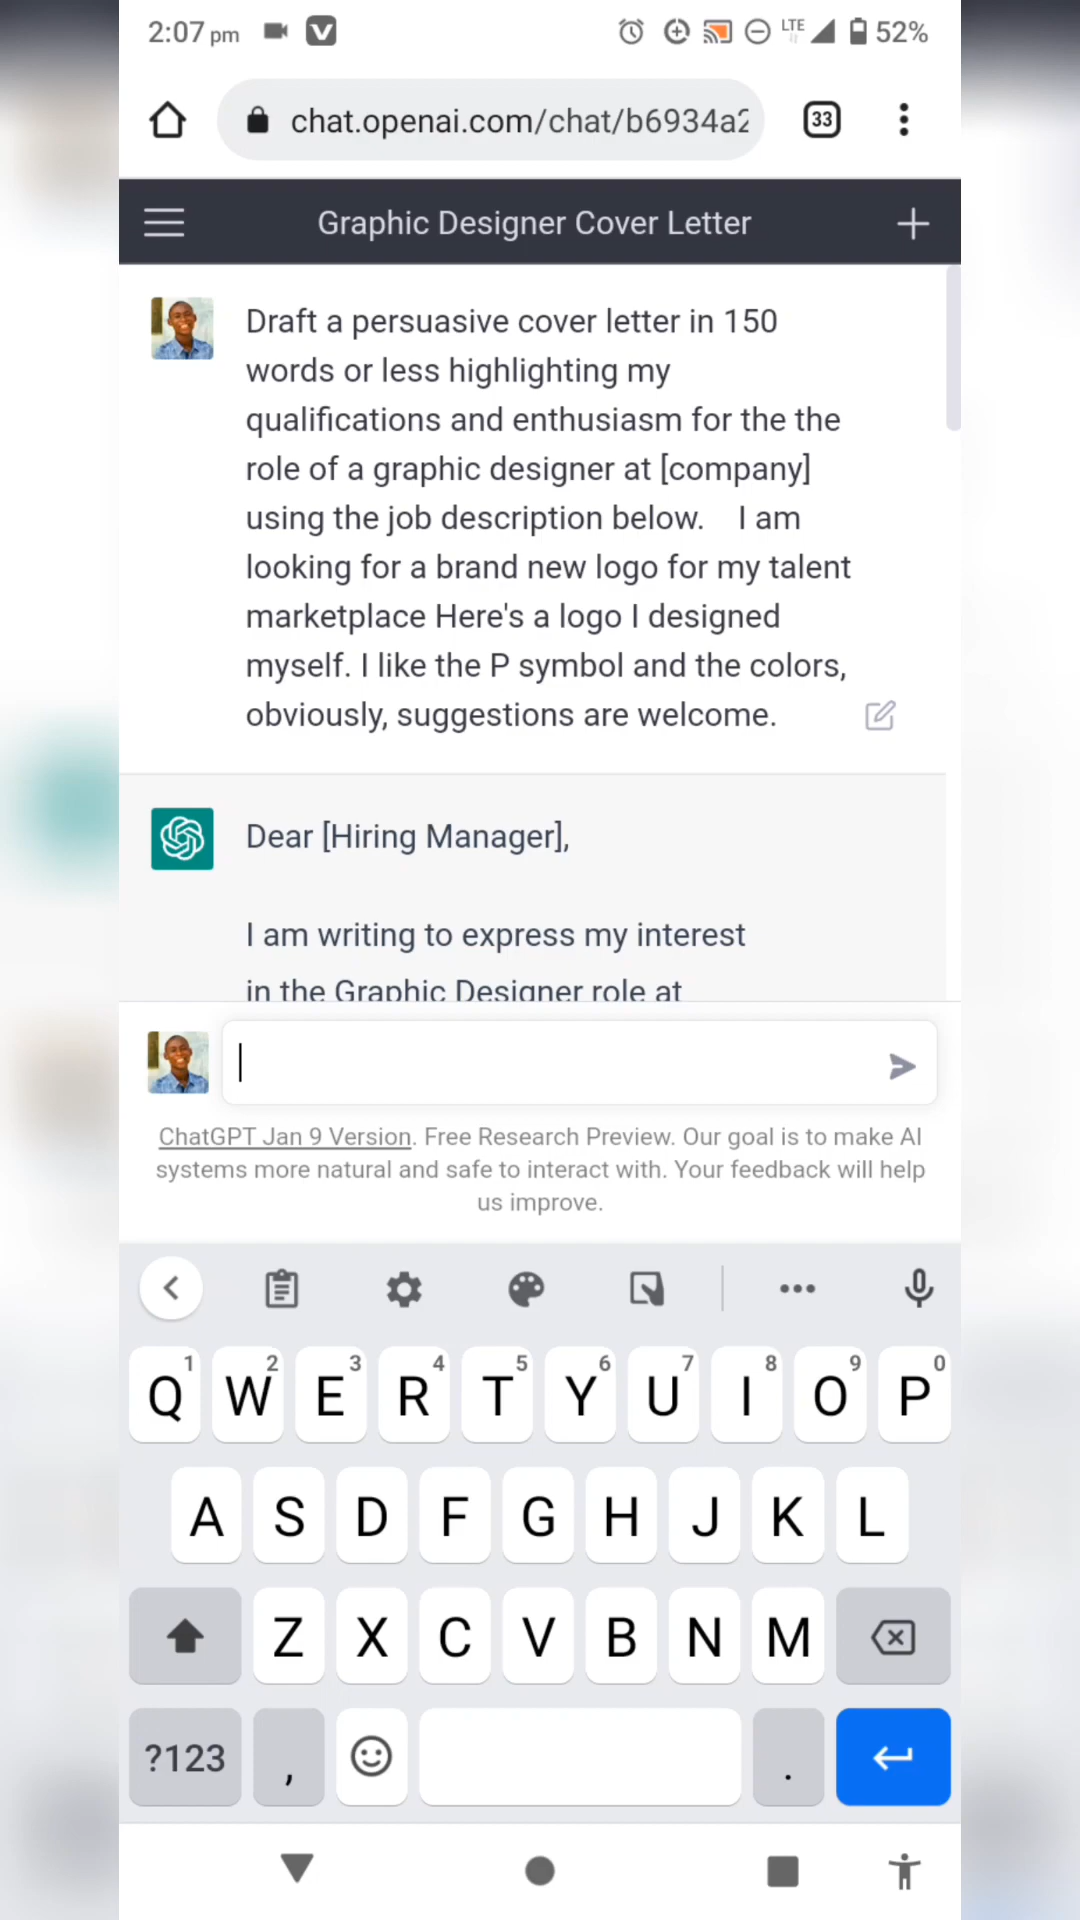 2:07 pm
LTE
52%
chat.openai.com/chat/b6934a2
33
Graphic Designer Cover Letter
Draft a persuasive cover letter in 150
words or less highlighting my
qualifications and enthusiasm for the the
role of a graphic designer at [company]
using the job description below. I am
looking for a brand new logo for my talent
marketplace Here's a logo I designed
myself. I like the P symbol and the colors,
obviously, suggestions are welcome.
Dear [Hiring Manager],
I am writing to express my interest
in the Graphic Designer role at
ChatGPT Jan 9 Version. Free Research Preview. Our goal is to make AI
systems more natural and safe to interact with. Your feedback will help
us improve.
1 2 3 4 5 6 7 8 9 0
Q W E R T Y U I O P
A S D F G H J K L
Z X C V B N M
?123 , .